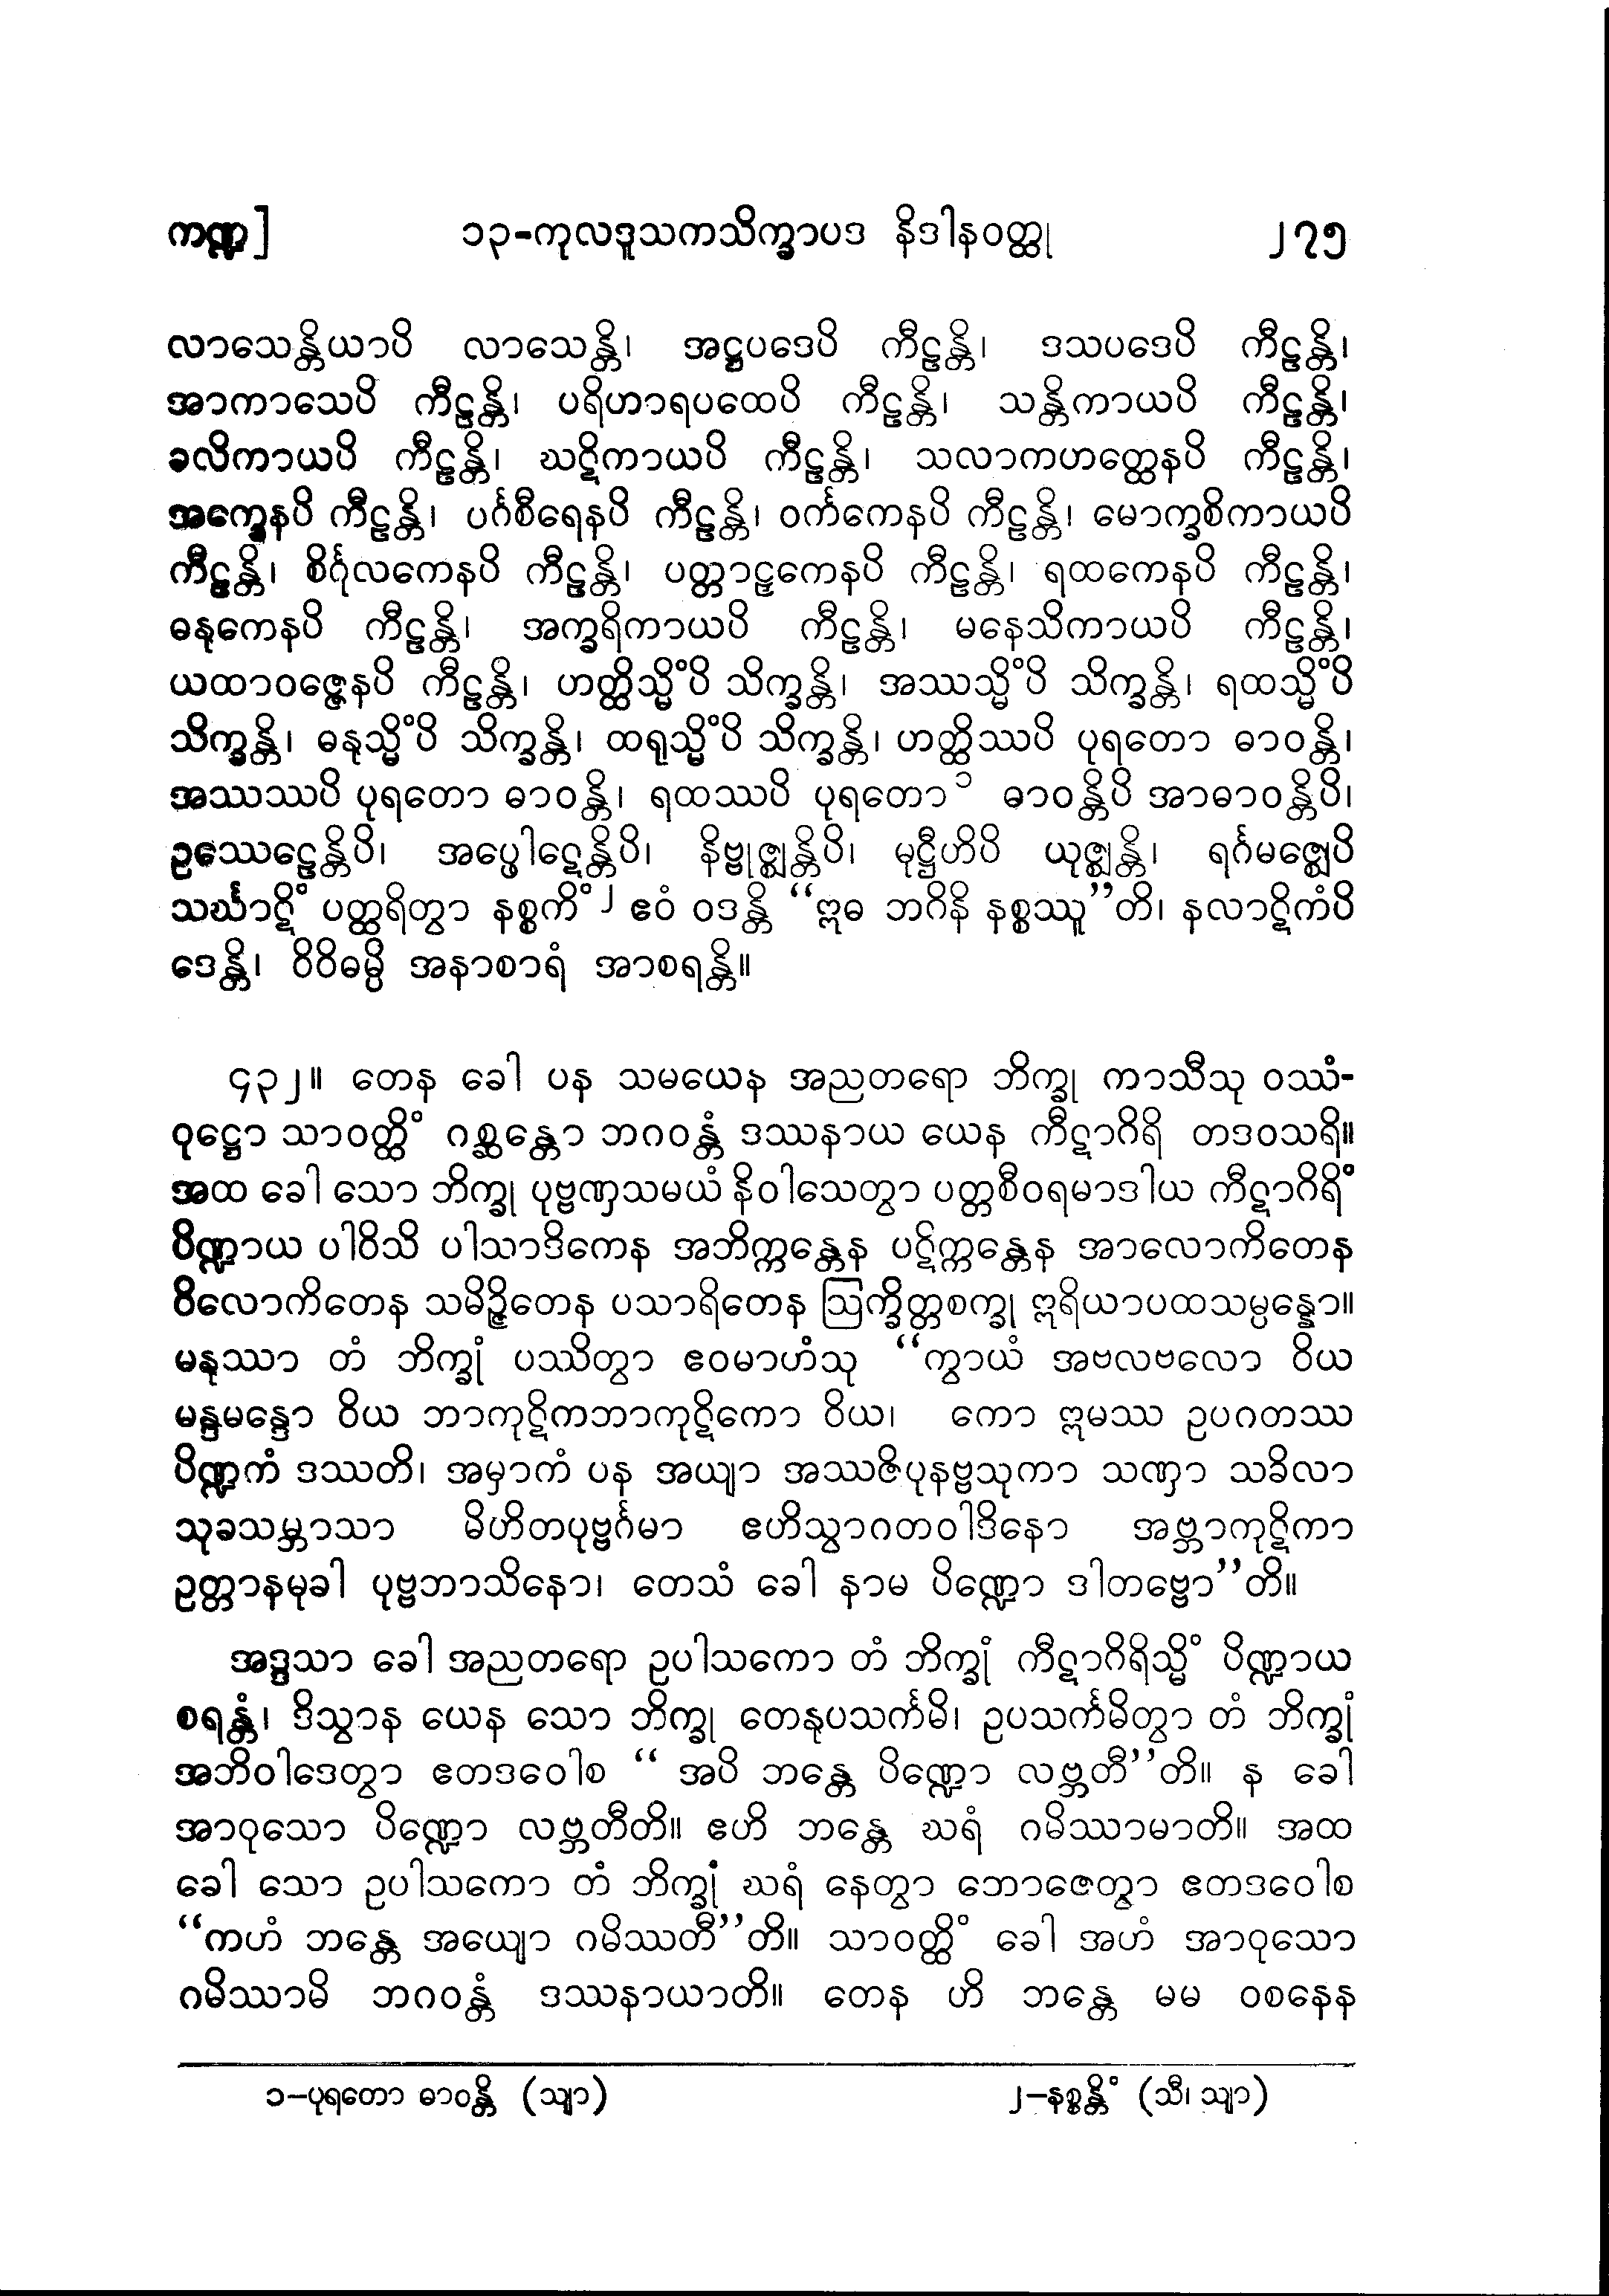 ကဏ္ဍ] ၁၃-ကုလဒူသကသိက္ခာပဒ နိဒါနဝတ္ထု ၂၇၅
လာသေန္တိယာပိ လာသေန္တိ၊ အဋ္ဌပဒေပိ ကီဠန္တိ၊ ဒသပဒေပိ ကီဠန္တိ၊
အာကာသေပိ ကီဠန္တိ၊ ပရိဟာရပထေပိ ကီဠန္တိ၊ သန္တိကာယပိ ကီဠန္တိ၊
ခလိကာယပိ ကီဠန္တိ၊ ဃဋိကာယပိ ကီဠန္တိ၊ သလာကဟတ္ထေနပိ ကီဠန္တိ၊
အက္ခေနပိ ကီဠန္တိ၊ ပင်္ဂစီရေနပိ ကီဠန္တိ၊ ဝင်္ကကေနပိ ကီဠန္တိ၊ မောက္ခစိကာယပိ
ကီဠန္တိ၊ စိင်္ဂုလကေနပိ ကီဠန္တိ၊ ပတ္တာဠှကေနပိ ကီဠန္တိ၊ ရထကေနပိ ကီဠန္တိ၊
ဓနုကေနပိ ကီဠန္တိ၊ အက္ခရိကာယပိ ကီဠန္တိ၊ မနေသိကာယပိ ကီဠန္တိ၊
ယထာဝဇ္ဇေနပိ ကီဠန္တိ၊ ဟတ္ထိသ္မိံပိ သိက္ခန္တိ၊ အဿသ္မိံပိ သိက္ခန္တိ၊ ရထသ္မိံပိ
သိက္ခန္တိ၊ ဓနုသ္မိံပိ သိက္ခန္တိ၊ ထရုသ္မိံပိ သိက္ခန္တိ၊ ဟတ္ထိဿပိ ပုရတော ဓာဝန္တိ၊
အဿဿပိ ပုရတော ဓာဝန္တိ၊ ရထဿပိ ပုရတော၁ ဓာဝန္တိပိ အာဓာဝန္တိပိ၊
ဥဿေဠေန္တိပိ၊ အပ္ဖေါဋေန္တိပိ၊ နိဗ္ဗုဇ္ဈန္တိပိ၊ မုဋ္ဌီဟိပိ ယုဇ္ဈန္တိ၊ ရင်္ဂမဇ္ဈေပိ
သင်္ဃာဋိံ ပတ္ထရိတွာ နစ္စကိံ၂ ဧဝံ ဝဒန္တိ “ဣဓ ဘဂိနိ နစ္စဿူ”တိ၊ နလာဋိကံပိ
ဒေန္တိ၊ ဝိဝိဓမ္ပိ အနာစာရံ အာစရန္တိ။
၄၃၂။ တေန ခေါ ပန သမယေန အညတရော ဘိက္ခု ကာသီသု ဝဿံ-
ဝုဋ္ဌော သာဝတ္ထိံ ဂစ္ဆန္တော ဘဂဝန္တံ ဒဿနာယ ယေန ကီဋာဂိရိ တဒဝသရိ။
အထ ခေါ သော ဘိက္ခု ပုဗ္ဗဏှသမယံ နိဝါသေတွာ ပတ္တစီဝရမာဒါယ ကီဋာဂိရိံ
ပိဏ္ဍာယ ပါဝိသိ ပါသာဒိကေန အဘိက္ကန္တေန ပဋိက္ကန္တေန အာလောကိတေန
ဝိလောကိတေန သမိဉ္ဇိတေန ပသာရိတေန ဩက္ခိတ္တစက္ခု ဣရိယာပထသမ္ပန္နော။
မနုဿာ တံ ဘိက္ခုံ ပဿိတွာ ဧဝမာဟံသု “ကွာယံ အဗလဗလော ဝိယ
မန္ဒမန္ဒော ဝိယ ဘာကုဋိကဘာကုဋိကော ဝိယ၊ ကော ဣမဿ ဥပဂတဿ
ပိဏ္ဍကံ ဒဿတိ၊ အမှာကံ ပန အယျာ အဿဇိပုနဗ္ဗသုကာ သဏှာ သခိလာ
သုခသမ္ဘာသာ မိဟိတပုဗ္ဗင်္ဂမာ ဧဟိသွာဂတဝါဒိနော အဗ္ဘာကုဋိကာ
ဥတ္တာနမုခါ ပုဗ္ဗဘာသိနော၊ တေသံ ခေါ နာမ ပိဏ္ဍော ဒါတဗ္ဗော”တိ။
အဒ္ဒသာ ခေါ အညတရော ဥပါသကော တံ ဘိက္ခုံ ကီဋာဂိရိသ္မိံ ပိဏ္ဍာယ
စရန္တံ၊ ဒိသွာန ယေန သော ဘိက္ခု တေနုပသင်္ကမိ၊ ဥပသင်္ကမိတွာ တံ ဘိက္ခုံ
အဘိဝါဒေတွာ ဧတဒဝေါစ “ အပိ ဘန္တေ ပိဏ္ဍော လဗ္ဘတီ”တိ။ န ခေါ
အာဝုသော ပိဏ္ဍော လဗ္ဘတီတိ။ ဧဟိ ဘန္တေ ဃရံ ဂမိဿာမာတိ။ အထ
ခေါ သော ဥပါသကော တံ ဘိက္ခုံ ဃရံ နေတွာ ဘောဇေတွာ ဧတဒဝေါစ
“ကဟံ ဘန္တေ အယျော ဂမိဿတီ”တိ။ သာဝတ္ထိံ ခေါ အဟံ အာဝုသော
ဂမိဿာမိ ဘဂဝန္တံ ဒဿနာယာတိ။ တေန ဟိ ဘန္တေ မမ ဝစနေန
၁–ပုရတော ဓာဝန္တိ (သျာ) ၂–နစ္စန္တိံ (သီ၊ သျာ)